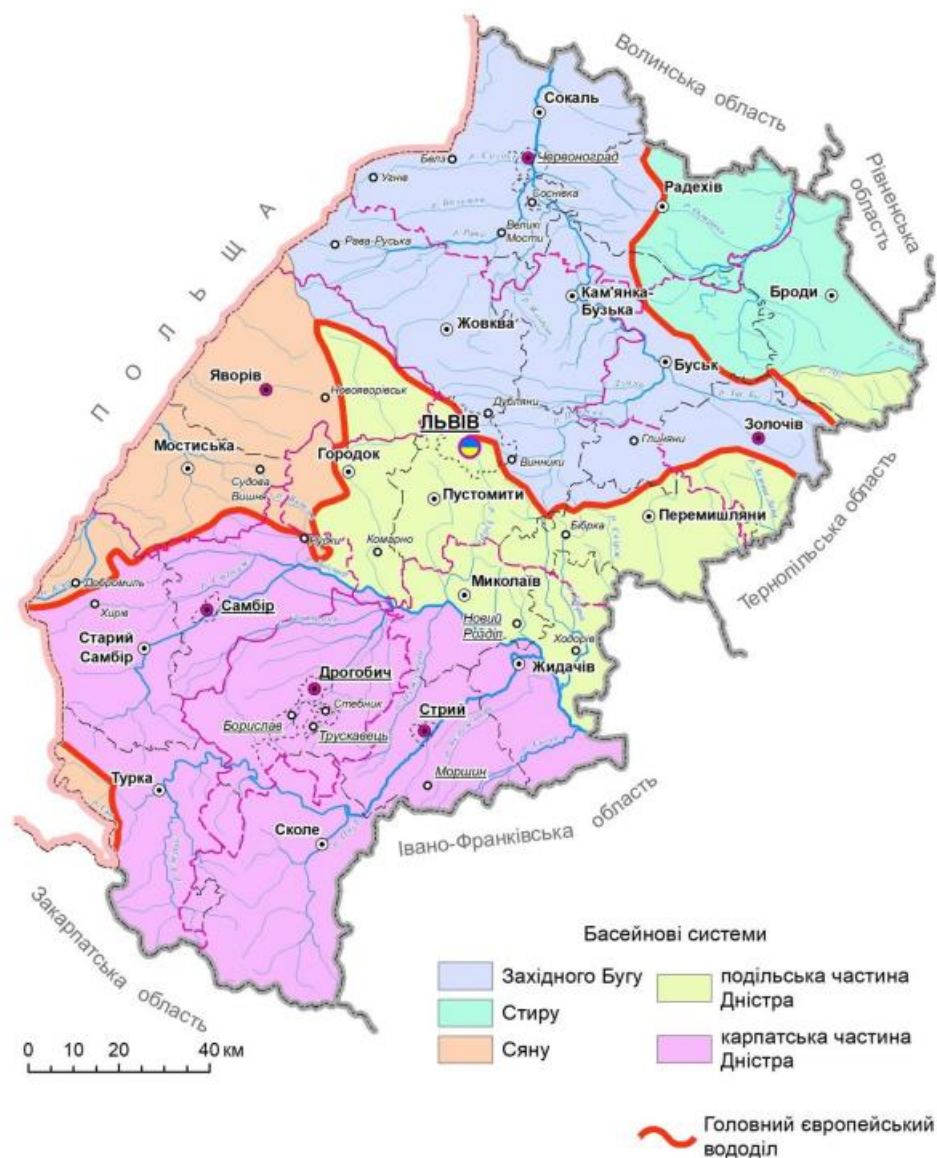 Волинська область
Рівненська
область
ПОЛЬЩА
Сокаль
Белз
Червоноград
Угнів
Соснівка
Радехів
Великі
Мости
Рава-Руська
Кам'янка-
Бузька
Броди
Жовква
Буськ
Яворів
Новояворівськ
Дубляни
ЛЬВІВ
Глиняни
Золочів
Мостиська
Городок
Винники
Судова
Вишня
Пустомити
Перемишляни
Бібрка
Рудки
Комарно
Тернопільська область
Добромиль
Миколаїв
Хирів
Самбір
Новий
Розділ
Старий
Самбір
Ходорів
Жидачів
Дрогобич
Стебник
Борислав
Стрий
Трускавець
Турка
Моршин
Сколе
Івано-Франківська область
Закарпатська область
Басейнові системи
Західного Бугу
Стиру
Сяну
подільська частина
Дністра
карпатська частина
Дністра
0 10 20 40 км
Головний європейський
вододіл